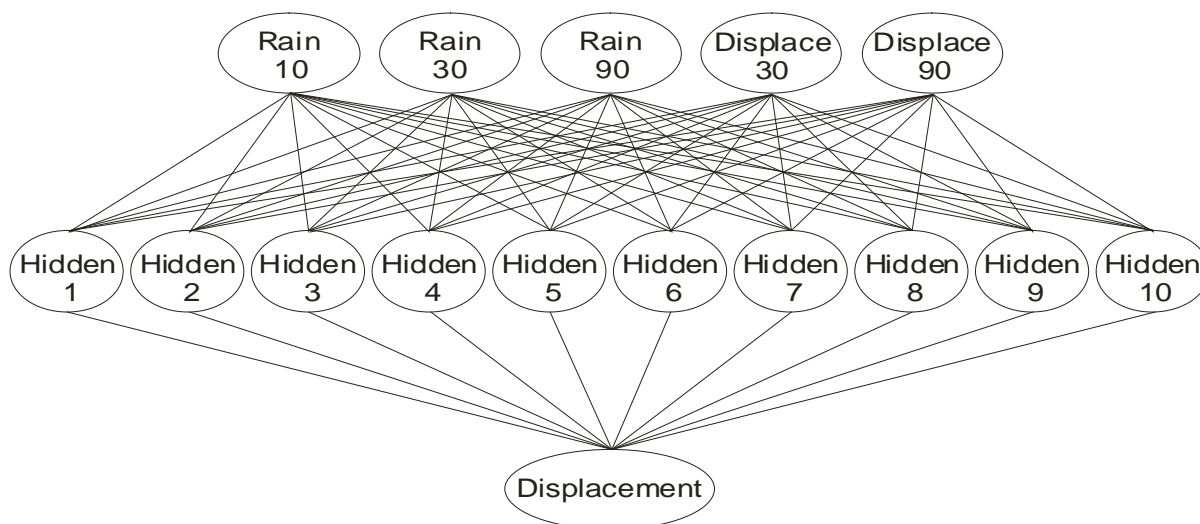 Rain
10
Rain
30
Rain
90
Displace
30
Displace
90
Hidden
1
Hidden
2
Hidden
3
Hidden
4
Hidden
5
Hidden
6
Hidden
7
Hidden
8
Hidden
9
Hidden
10
Displacement